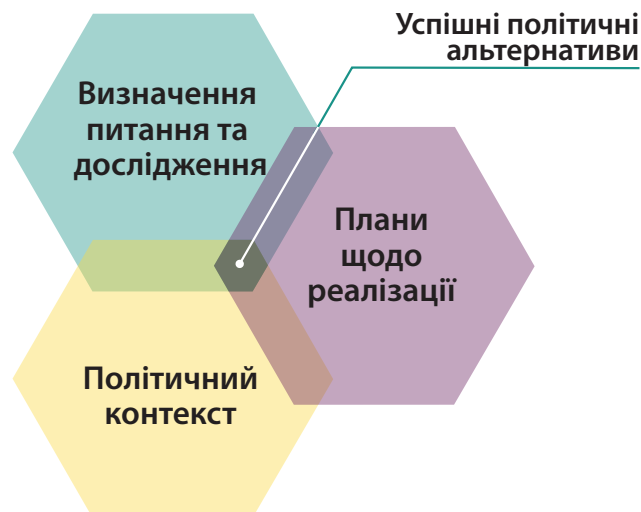 Успішні політичні
альтернативи
Визначення
питання та
дослідження
Плани
щодо
реалізації
Політичний
контекст